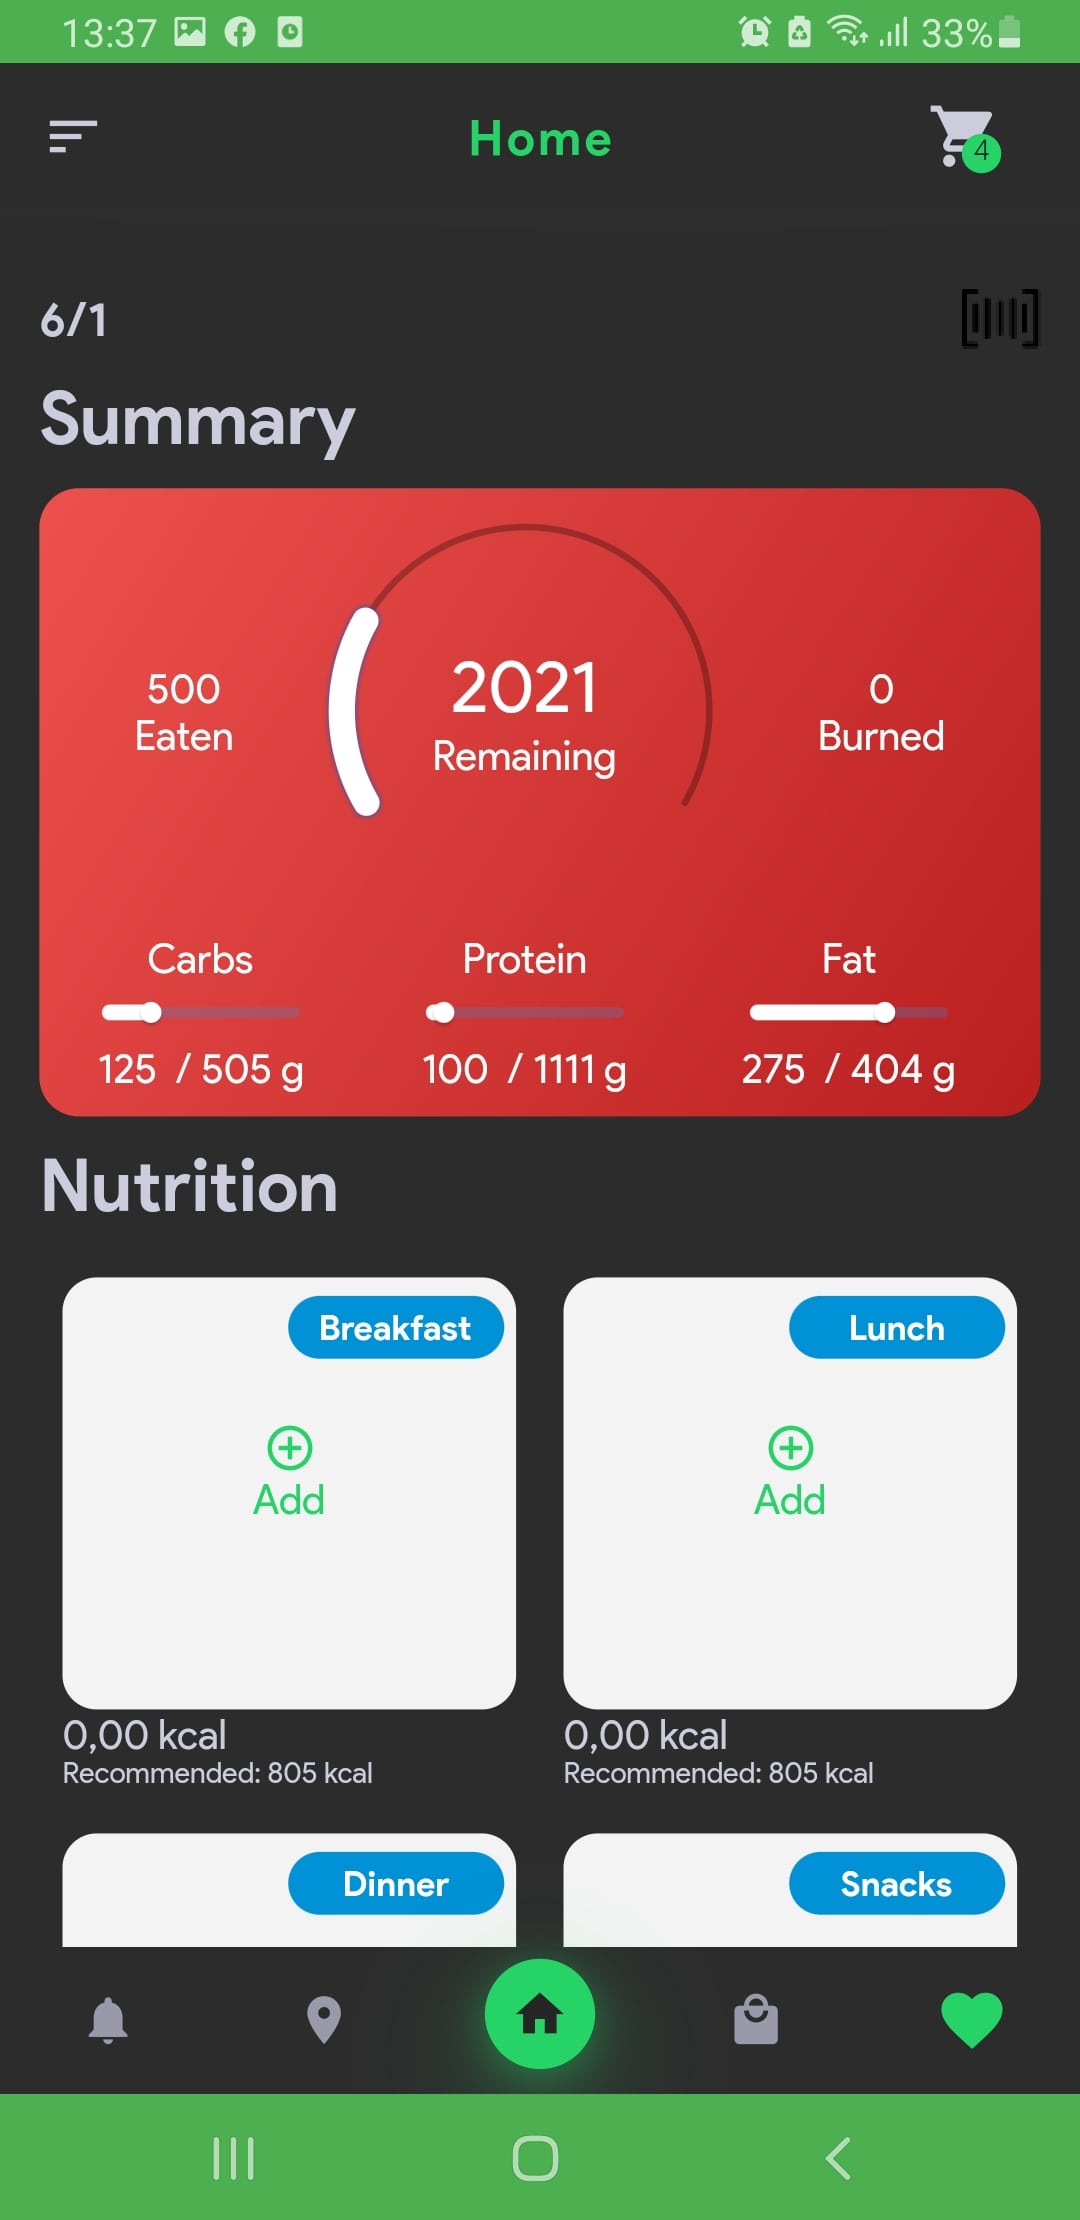 13:37 33%
Home
4
6/1
Summary
500
Eaten
2021
Remaining
0
Burned
Carbs Protein Fat
125 / 505 g 100 / 1111 g 275 / 404 g
Nutrition
Breakfast Lunch
Add Add
0,00 kcal 0,00 kcal
Recommended: 805 kcal Recommended: 805 kcal
Dinner Snacks